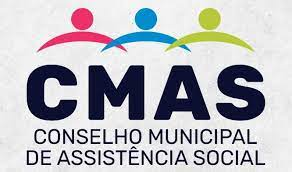 CMAS
CONSELHO MUNICIPAL
DE ASSISTÊNCIA SOCIAL